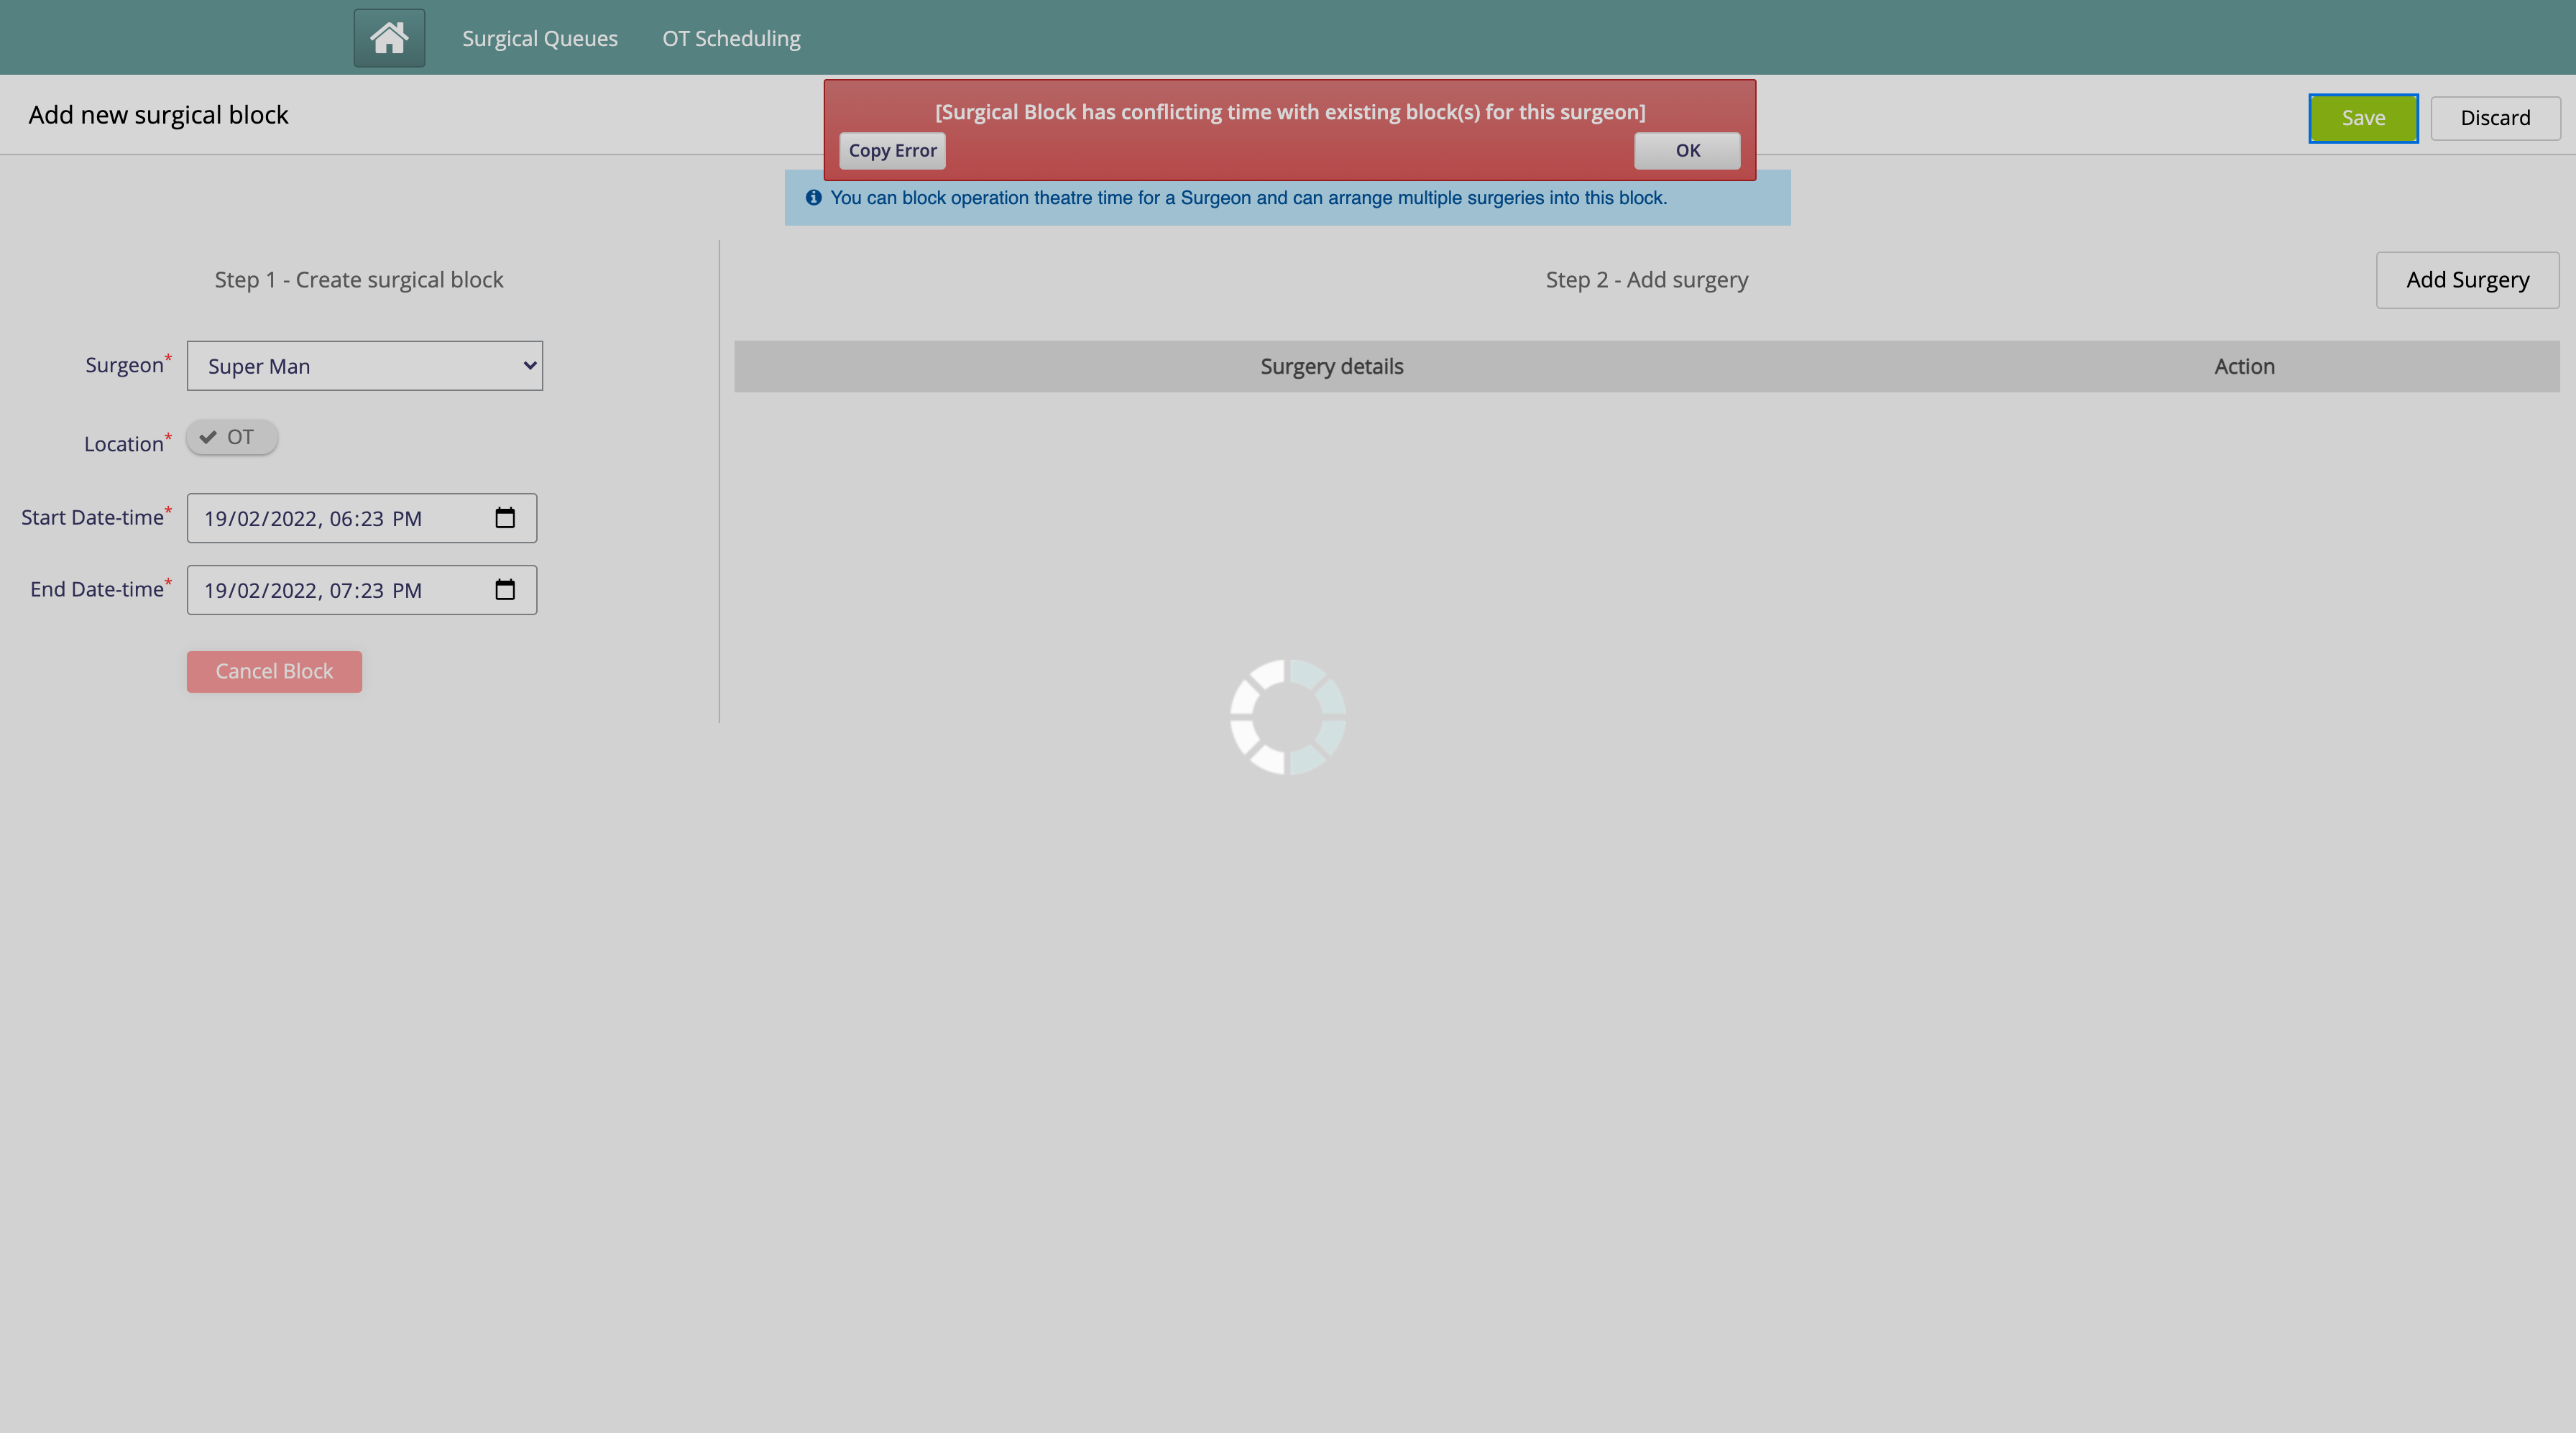 Surgical Queues OT Scheduling
Add new surgical block
[Surgical Block has conflicting time with existing block(s) for this surgeon]
Copy Error OK
Save Discard
You can block operation theatre time for a Surgeon and can arrange multiple surgeries into this block.
Step 1 - Create surgical block
Surgeon* Super Man
Location* OT
Start Date-time* 19/02/2022, 06:23 PM
End Date-time* 19/02/2022, 07:23 PM
Cancel Block
Step 2 - Add surgery
Add Surgery
Surgery details Action